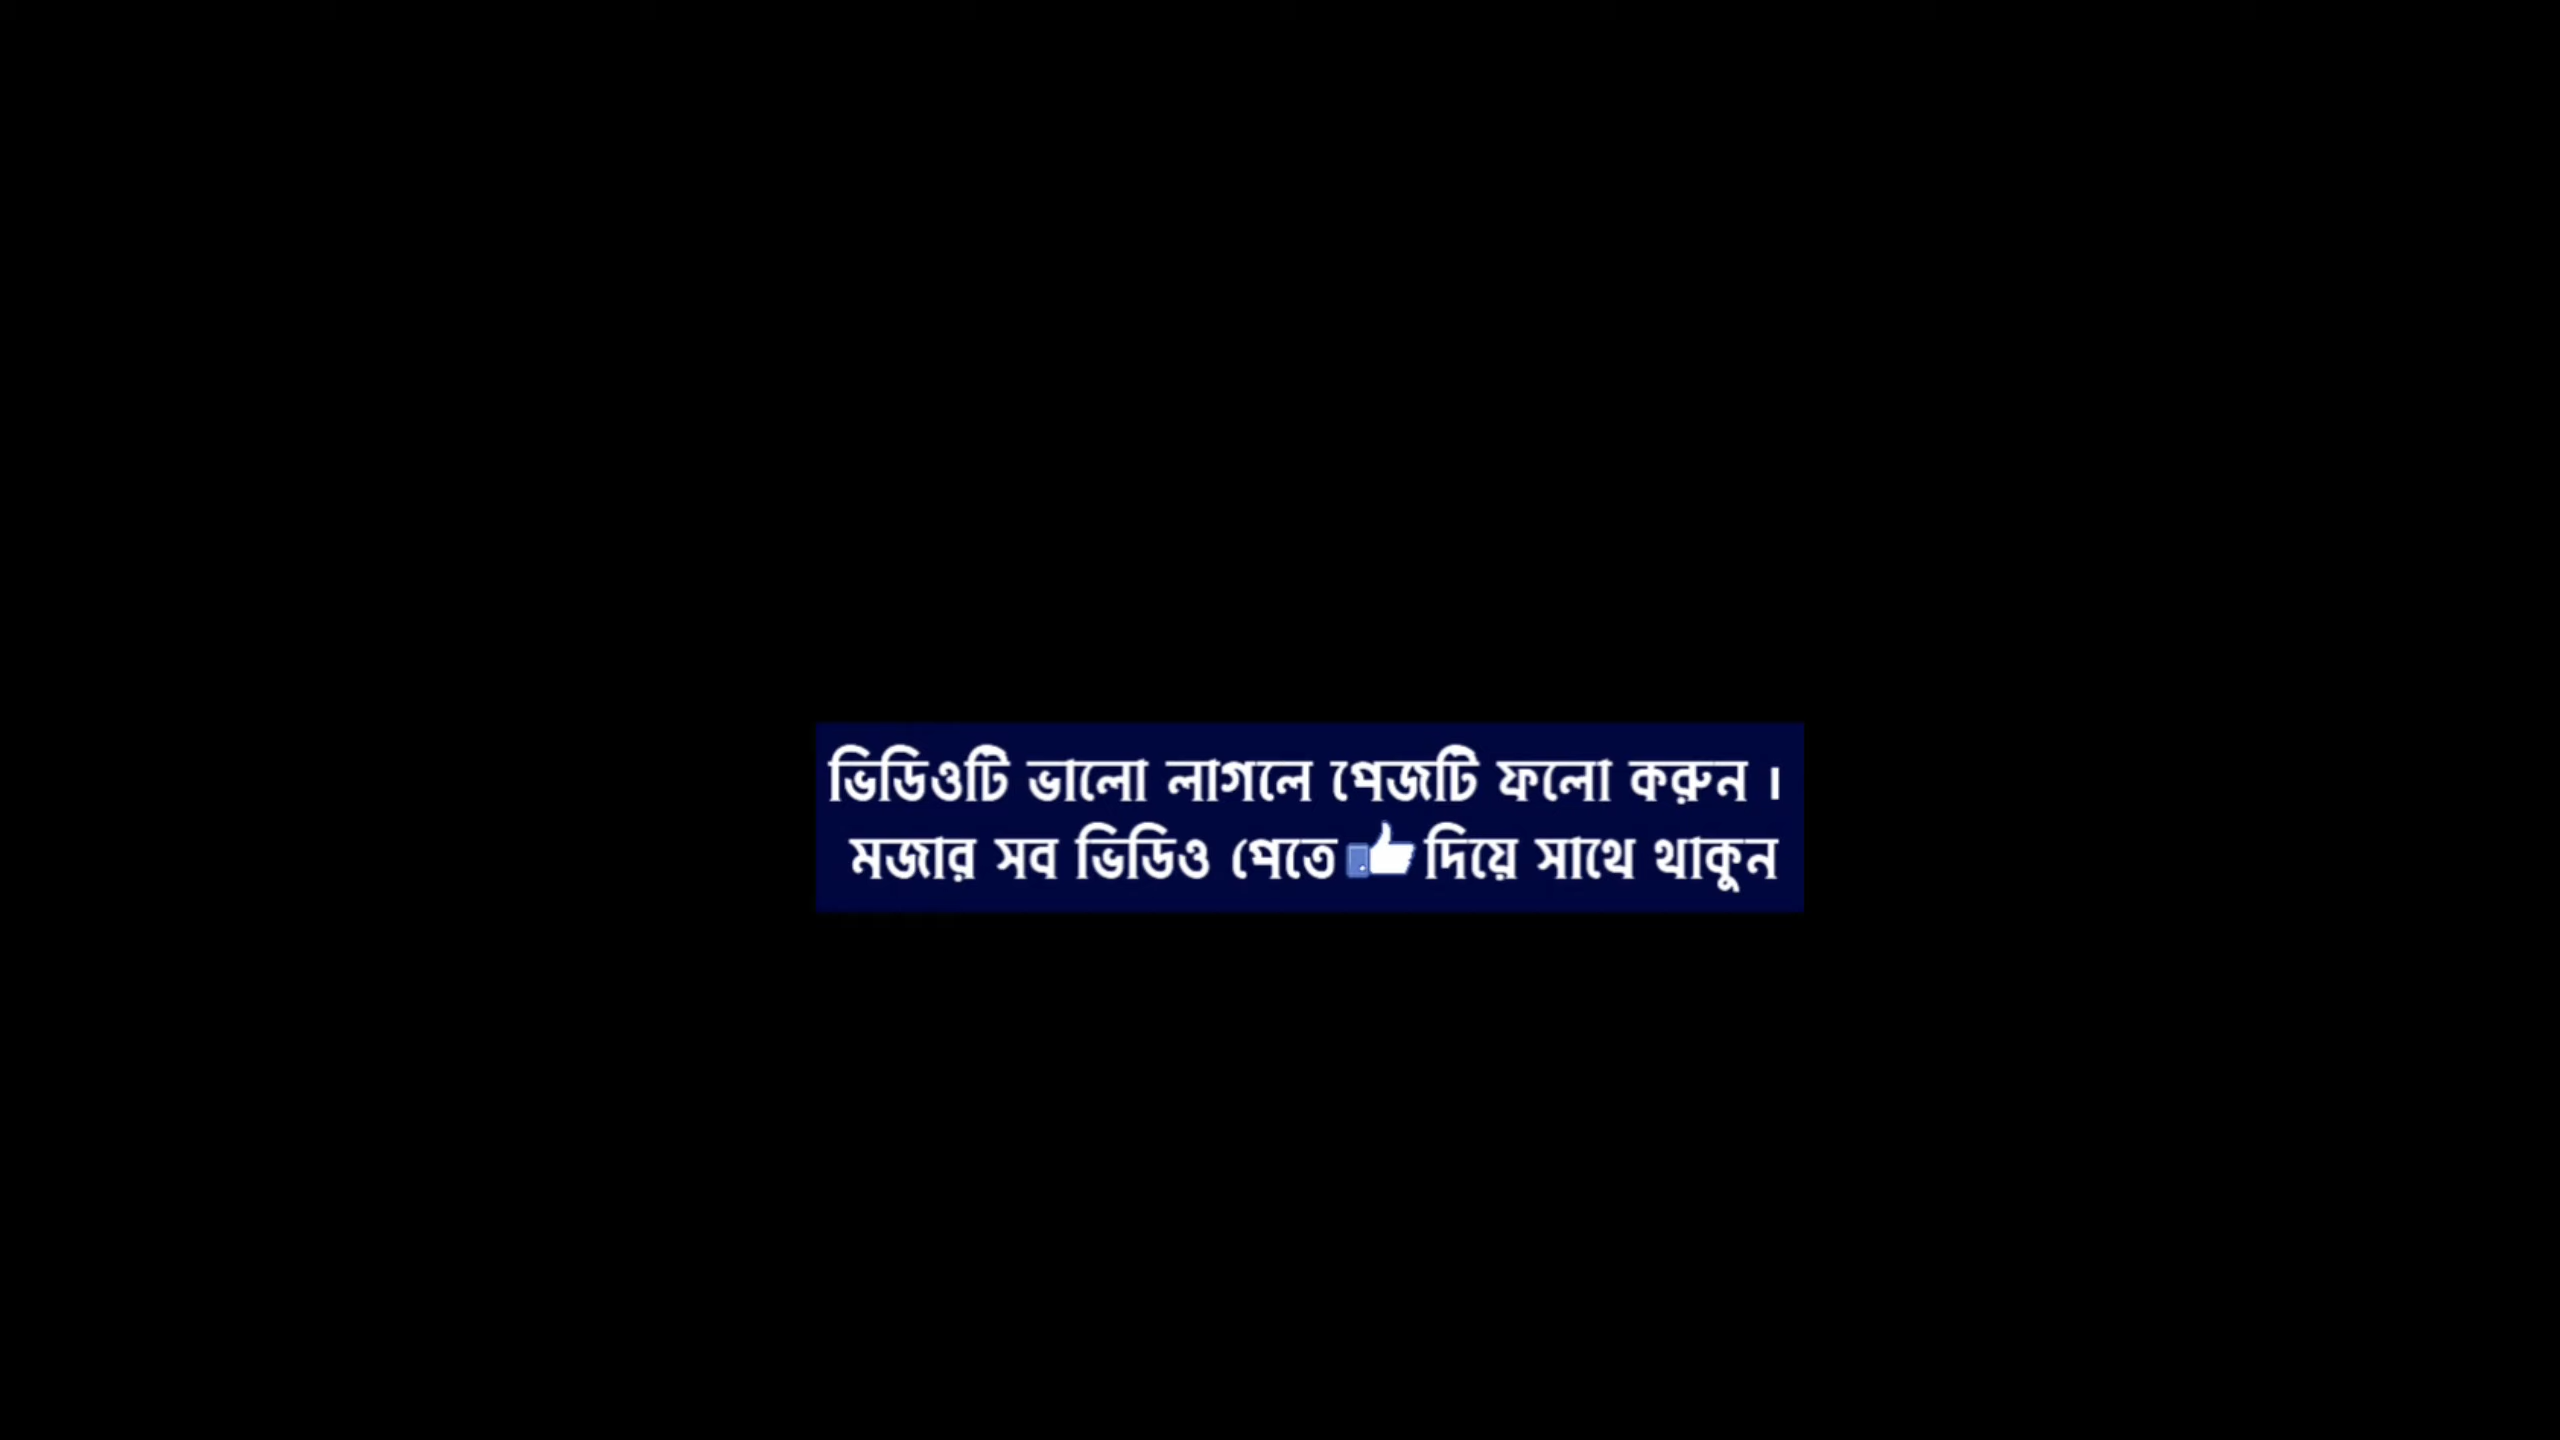 ভিডিওটি ভালো লাগলে পেজটি ফলো করুন ।
মজার সব ভিডিও পেতে 👍 দিয়ে সাথে থাকুন